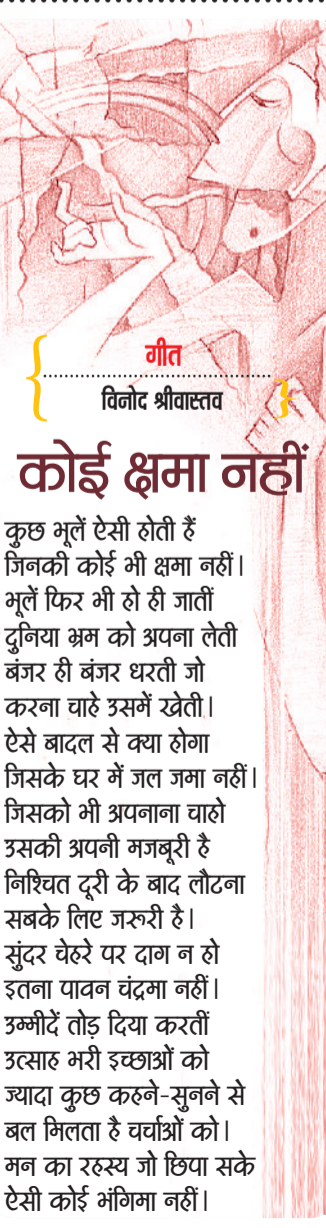 गीत
विनोद श्रीवास्तव
कोई क्षमा नहीं
कुछ भूलें ऐसी होती हैं
जिनकी कोई भी क्षमा नहीं।
भूलें फिर भी हो ही जातीं
दुनिया भ्रम को अपना लेती
बंजर ही बंजर धरती जो
करना चाहे उसमें खेती।
ऐसे बादल से क्या होगा
जिसके घर में जल जमा नहीं।
जिसको भी अपनाना चाहो
उसकी अपनी मजबूरी है
निश्चित दूरी के बाद लौटना
सबके लिए जरूरी है।
सुंदर चेहरे पर दाग न हो
इतना पावन चंद्रमा नहीं।
उम्मीदें तोड़ दिया करतीं
उत्साह भरी इच्छाओं को
ज्यादा कुछ कहने-सुनने से
बल मिलता है चर्चाओं को।
मन का रहस्य जो छिपा सके
ऐसी कोई भंगिमा नहीं।